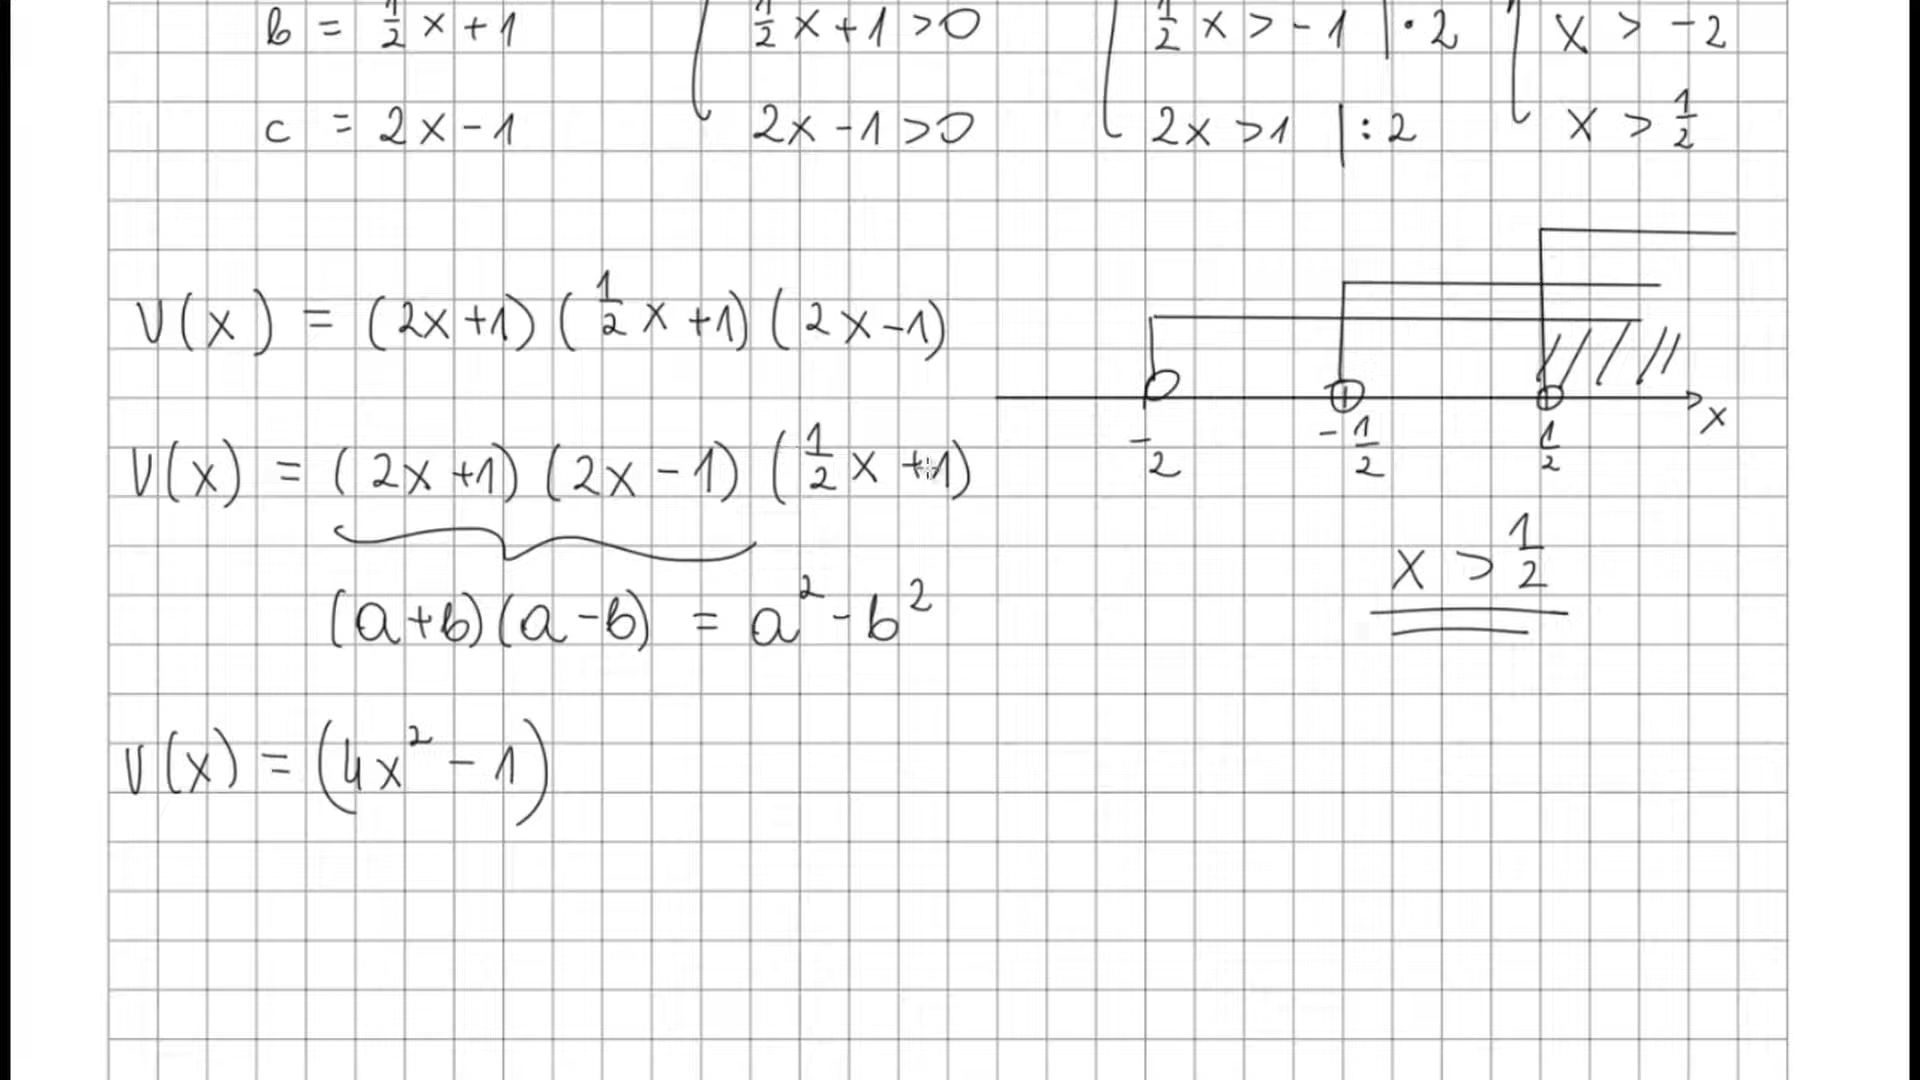 b = 1/2 x + 1 1/2 x + 1 > 0 1/2 x > - 1 | · 2 x > - 2
c = 2x - 1 2x - 1 > 0 2x > 1 | : 2 x > 1/2
V(x) = (2x+1)(1/2 x + 1)(2x - 1)
x
-2 -1/2 1/2
V(x) = (2x+1)(2x - 1)(1/2 x + 1)
x > 1/2
(a+b)(a-b) = a² - b²
V(x) = (4x² - 1)